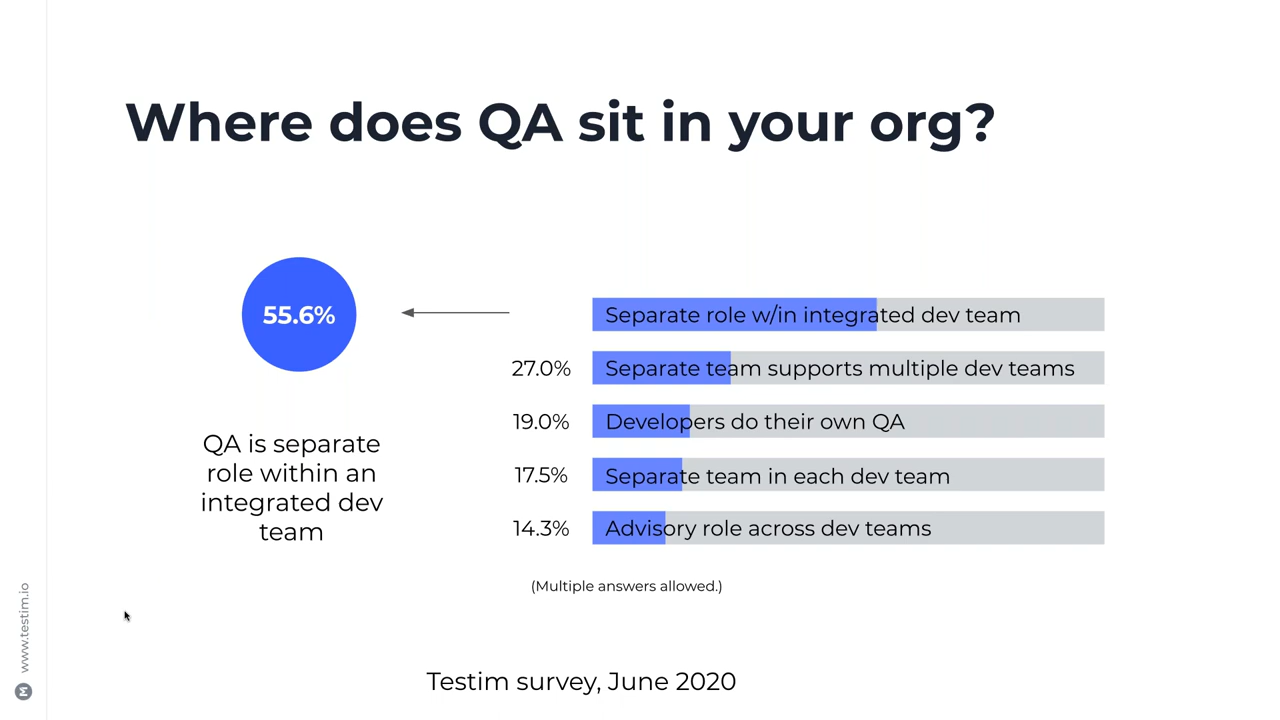 Where does QA sit in your org?
55.6%
QA is separate
role within an
integrated dev
team
Separate role w/in integrated dev team
27.0% Separate team supports multiple dev teams
19.0% Developers do their own QA
17.5% Separate team in each dev team
14.3% Advisory role across dev teams
(Multiple answers allowed.)
Testim survey, June 2020
www.testim.io